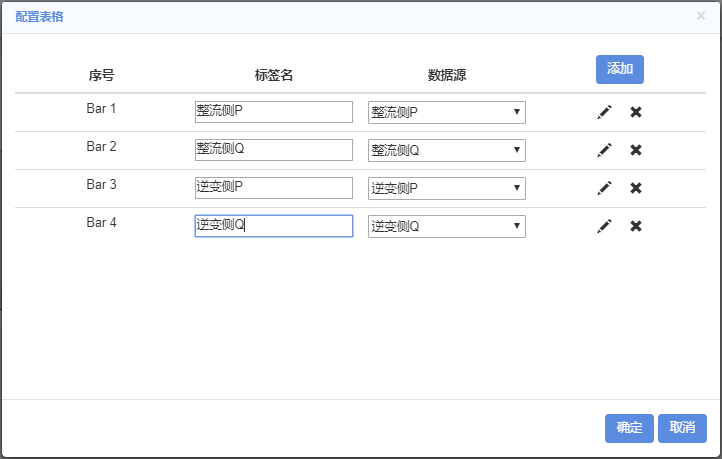 配置表格
序号 标签名 数据源 添加
Bar 1 整流侧P 整流侧P
Bar 2 整流侧Q 整流侧Q
Bar 3 逆变侧P 逆变侧P
Bar 4 逆变侧Q 逆变侧Q
确定 取消